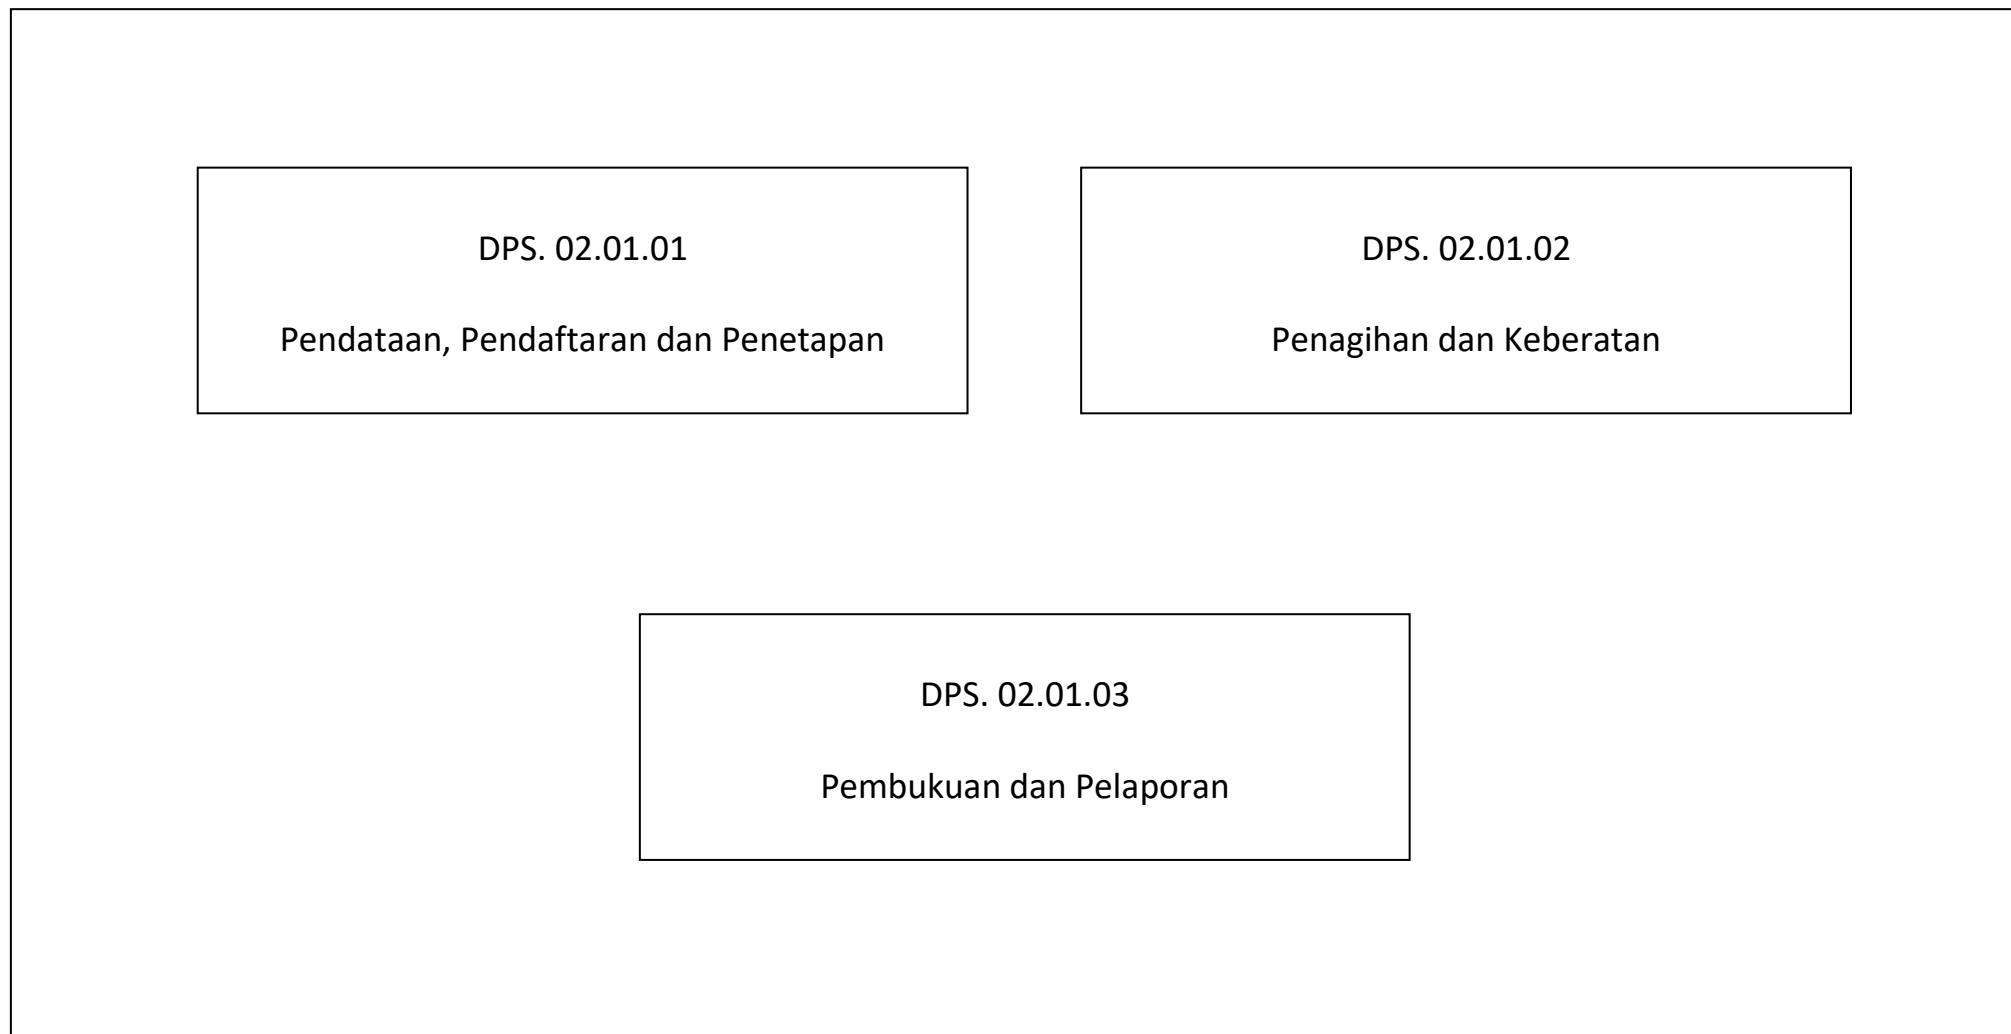 DPS. 02.01.01
Pendataan, Pendaftaran dan Penetapan
DPS. 02.01.02
Penagihan dan Keberatan
DPS. 02.01.03
Pembukuan dan Pelaporan